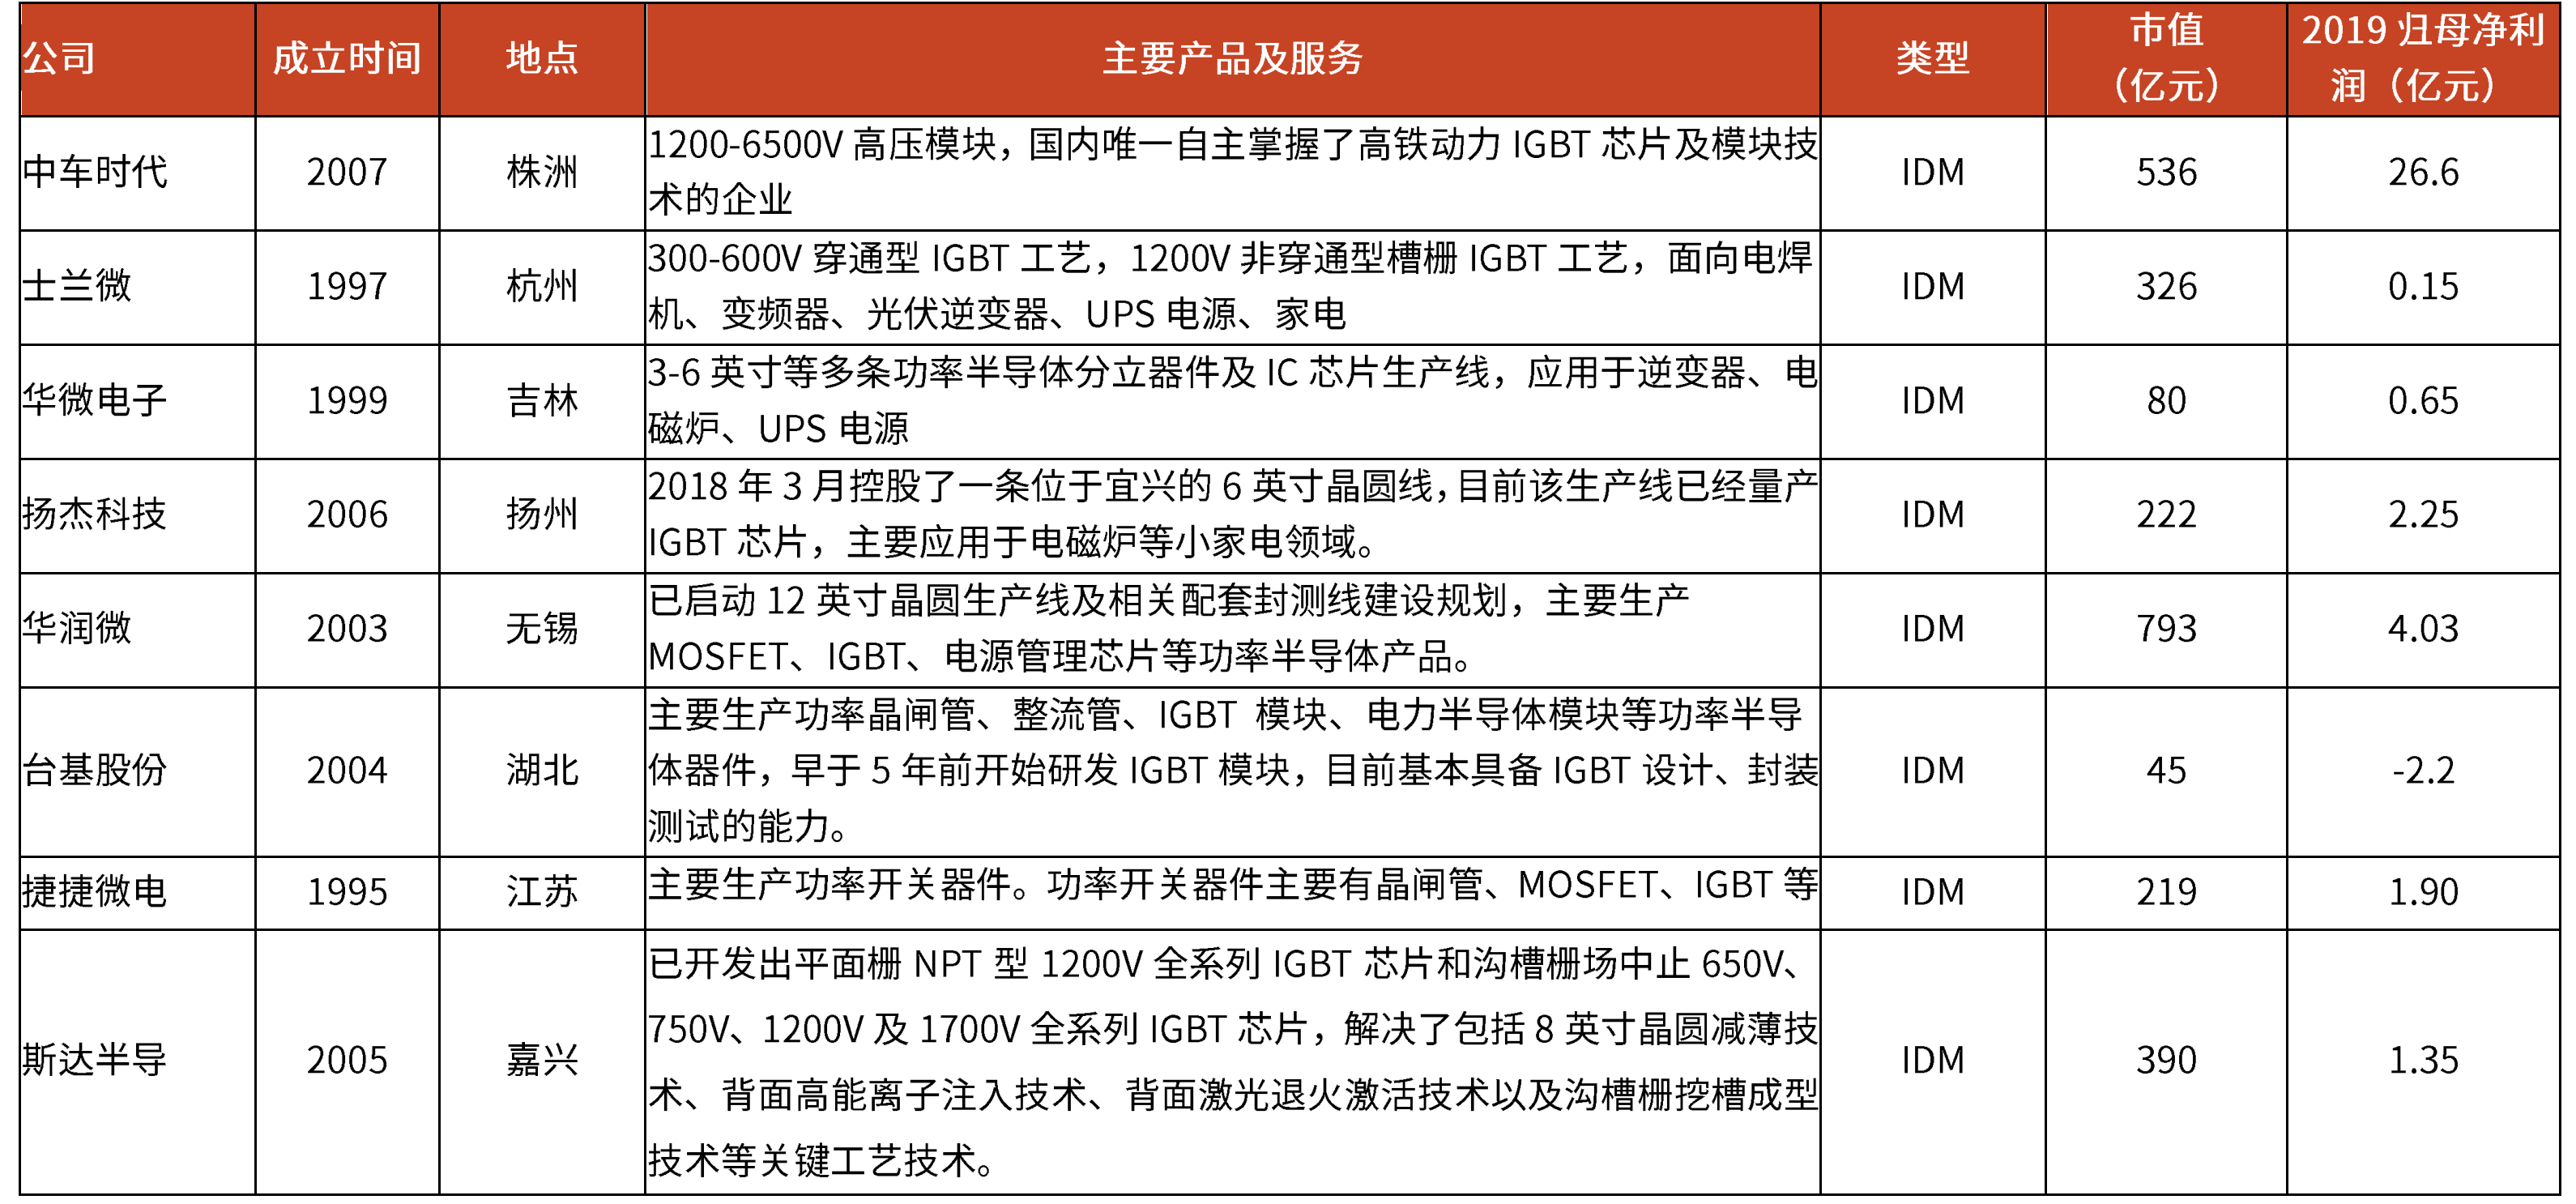 公司 成立时间 地点 主要产品及服务 类型 市值（亿元） 2019 归母净利润（亿元）
中车时代 2007 株洲 1200-6500V 高压模块，国内唯一自主掌握了高铁动力 IGBT 芯片及模块技
术的企业 IDM 536 26.6
士兰微 1997 杭州 300-600V 穿通型 IGBT 工艺，1200V 非穿通型槽栅 IGBT 工艺，面向电焊
机、变频器、光伏逆变器、UPS 电源、家电 IDM 326 0.15
华微电子 1999 吉林 3-6 英寸等多条功率半导体分立器件及 IC 芯片生产线，应用于逆变器、电
磁炉、UPS 电源 IDM 80 0.65
扬杰科技 2006 扬州 2018 年 3 月控股了一条位于宜兴的 6 英寸晶圆线，目前该生产线已经量产
IGBT 芯片，主要应用于电磁炉等小家电领域。 IDM 222 2.25
华润微 2003 无锡 已启动 12 英寸晶圆生产线及相关配套封测线建设规划，主要生产
MOSFET、IGBT、电源管理芯片等功率半导体产品。 IDM 793 4.03
台基股份 2004 湖北 主要生产功率晶闸管、整流管、IGBT 模块、电力半导体模块等功率半导
体器件，早于 5 年前开始研发 IGBT 模块，目前基本具备 IGBT 设计、封装
测试的能力。 IDM 45 -2.2
捷捷微电 1995 江苏 主要生产功率开关器件。功率开关器件主要有晶闸管、MOSFET、IGBT 等 IDM 219 1.90
斯达半导 2005 嘉兴 已开发出平面栅 NPT 型 1200V 全系列 IGBT 芯片和沟槽栅场中止 650V、
750V、1200V 及 1700V 全系列 IGBT 芯片，解决了包括 8 英寸晶圆减薄技
术、背面高能离子注入技术、背面激光退火激活技术以及沟槽栅挖槽成型
技术等关键工艺技术。 IDM 390 1.35